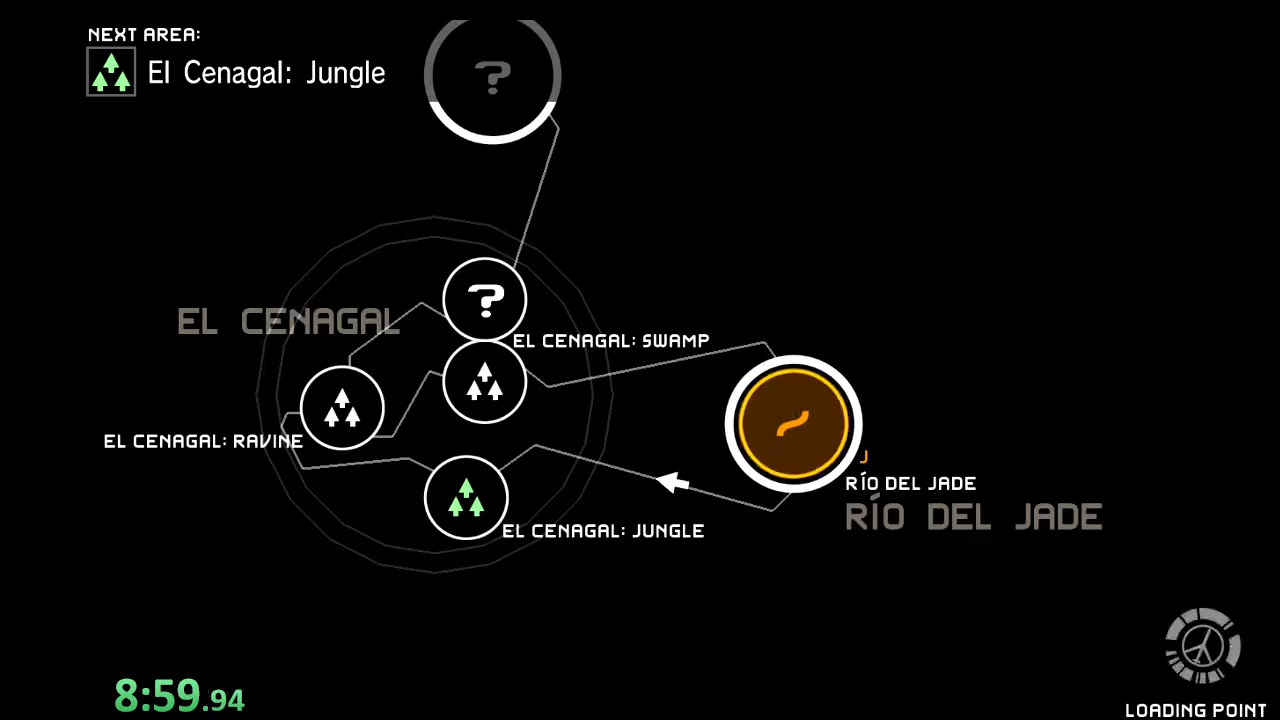 NEXT AREA:
El Cenagal: Jungle
?
EL CENAGAL
?
EL CENAGAL: SWAMP
EL CENAGAL: RAVINE
J
RÍO DEL JADE
RÍO DEL JADE
EL CENAGAL: JUNGLE
8:59.94
LOADING POINT